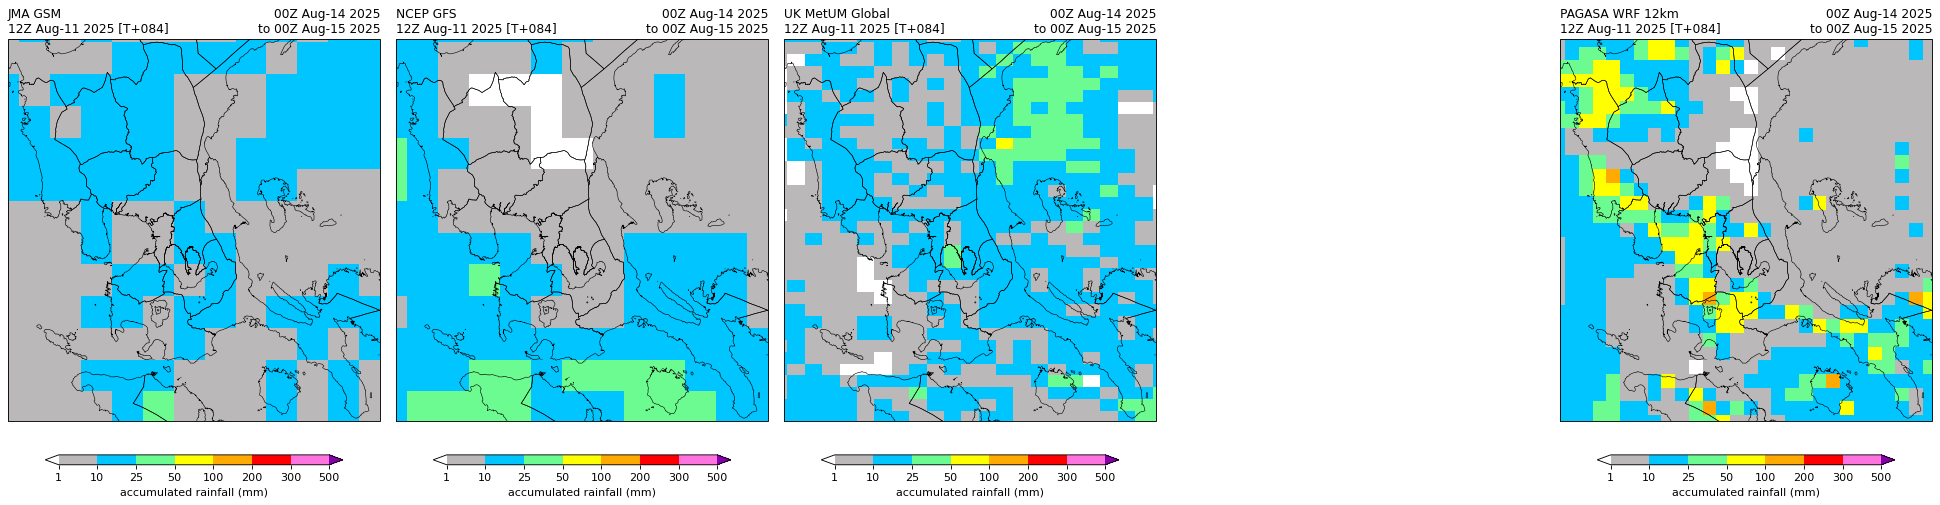 JMA GSM 00Z Aug-14 2025
12Z Aug-11 2025 [T+084] to 00Z Aug-15 2025
NCEP GFS 00Z Aug-14 2025
12Z Aug-11 2025 [T+084] to 00Z Aug-15 2025
UK MetUM Global 00Z Aug-14 2025
12Z Aug-11 2025 [T+084] to 00Z Aug-15 2025
PAGASA WRF 12km 00Z Aug-14 2025
12Z Aug-11 2025 [T+084] to 00Z Aug-15 2025
1 10 25 50 100 200 300 500
accumulated rainfall (mm)
1 10 25 50 100 200 300 500
accumulated rainfall (mm)
1 10 25 50 100 200 300 500
accumulated rainfall (mm)
1 10 25 50 100 200 300 500
accumulated rainfall (mm)